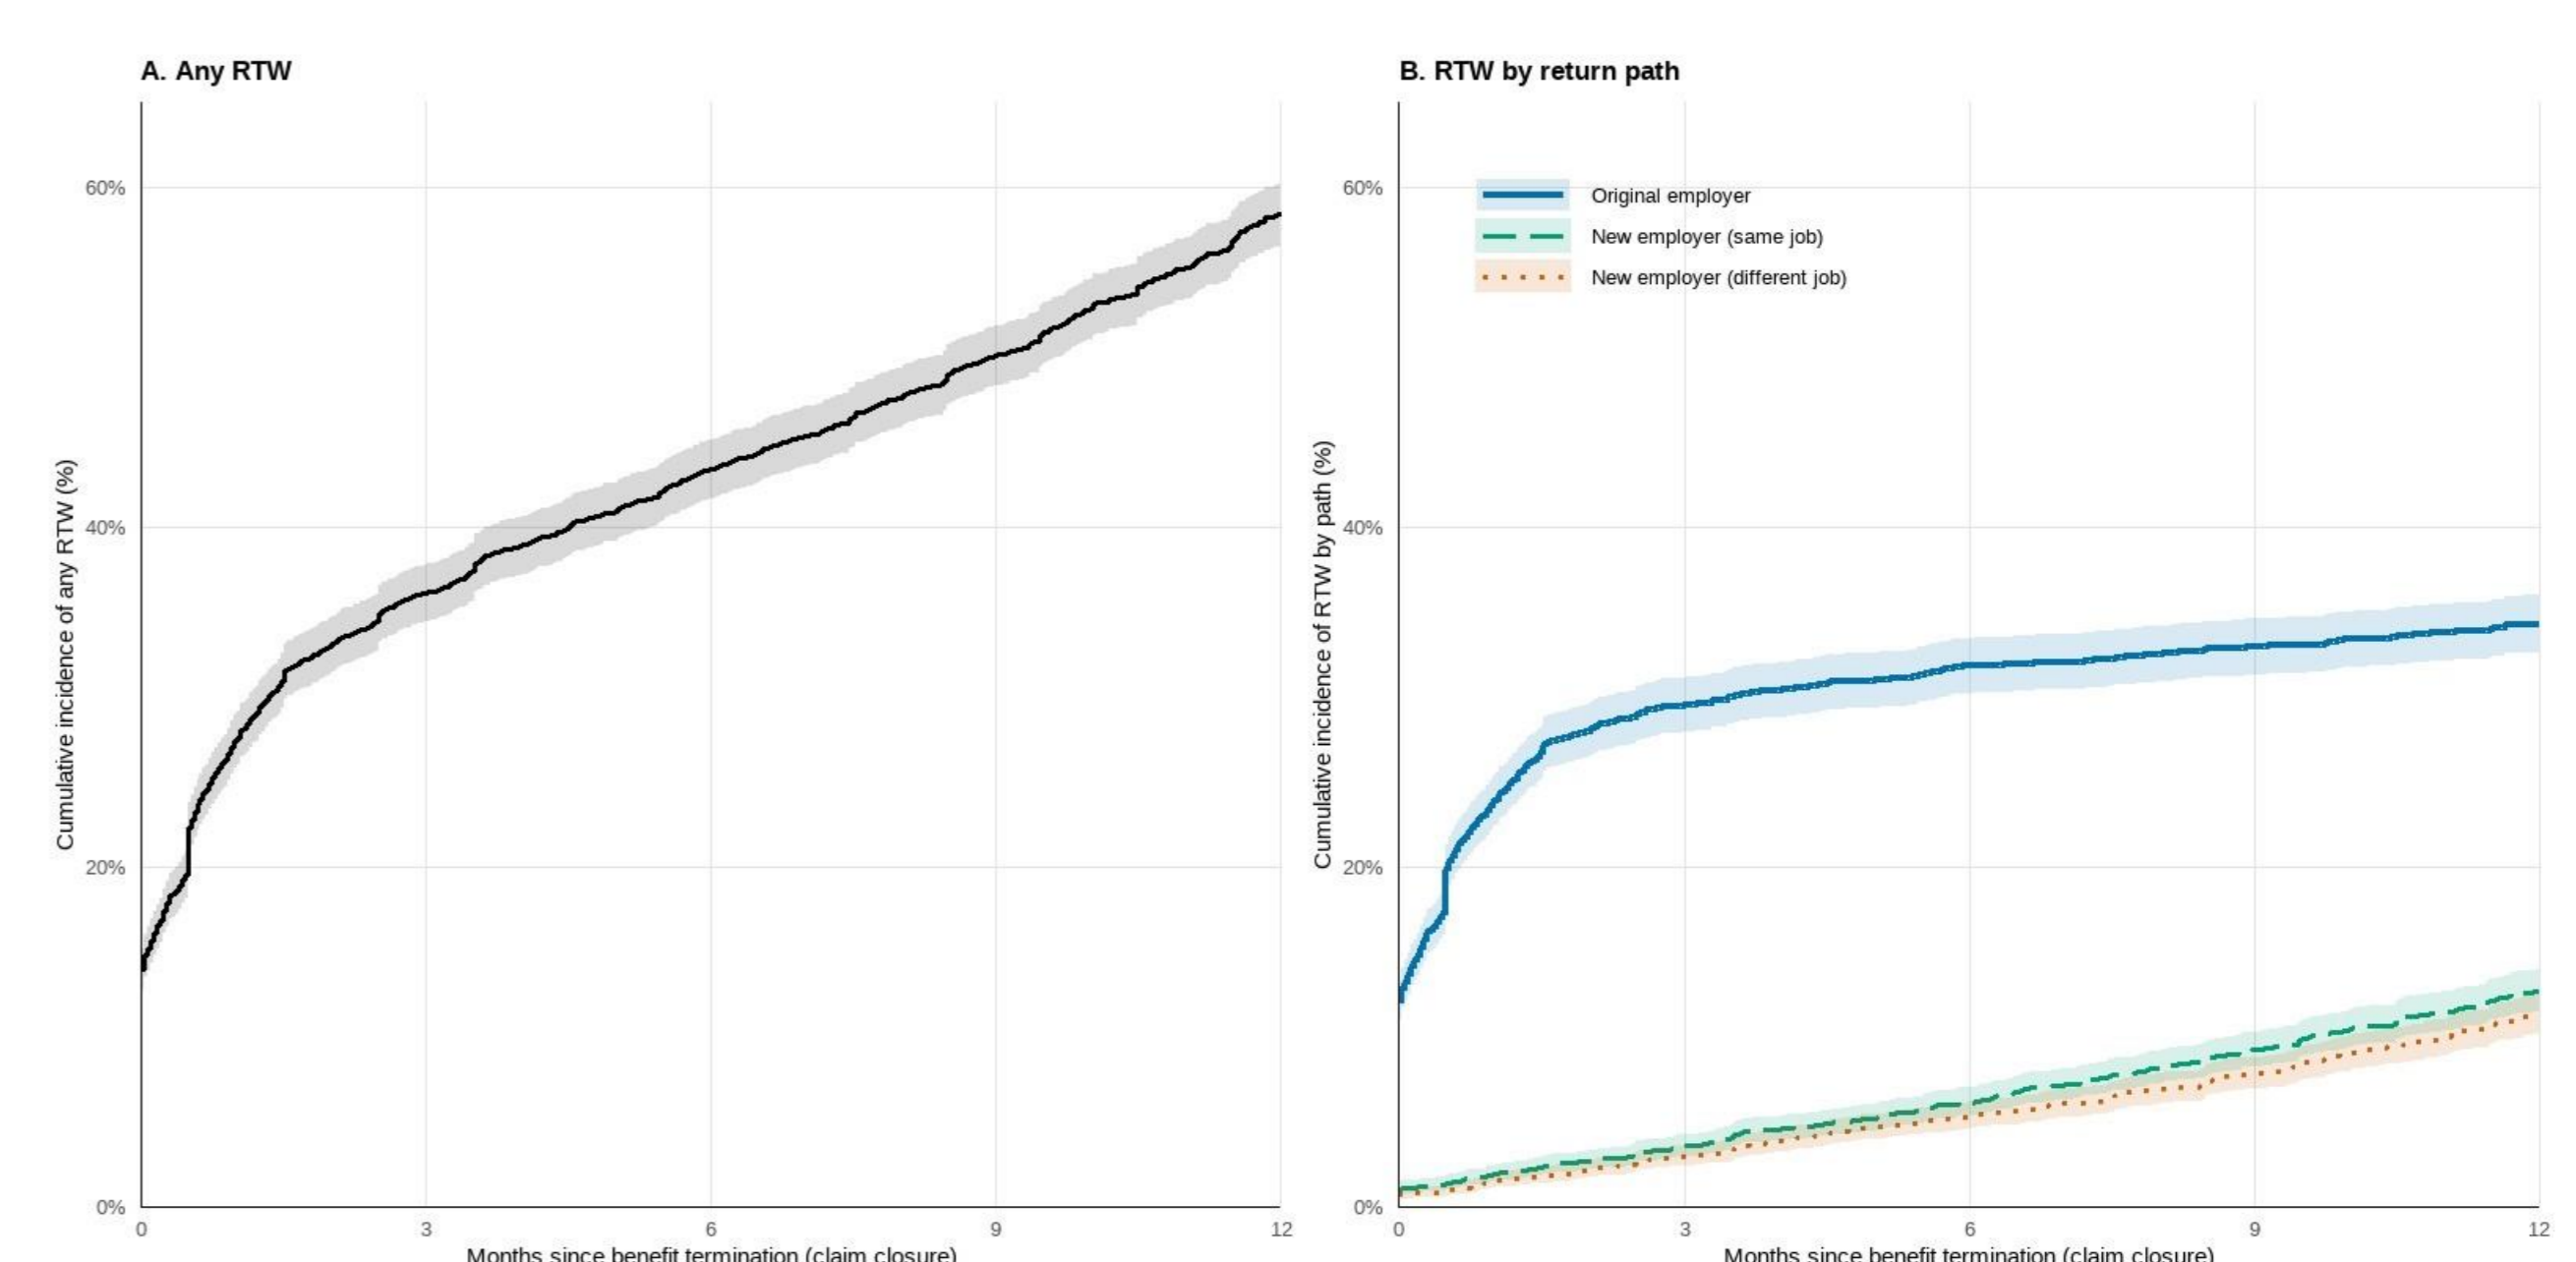 A. Any RTW
60%
40%
20%
0%
0 3 6 9 12
Cumulative incidence of any RTW (%)
Months since benefit termination (claim closure)
B. RTW by return path
Original employer
New employer (same job)
New employer (different job)
60%
40%
20%
0%
0 3 6 9 12
Cumulative incidence of RTW by path (%)
Months since benefit termination (claim closure)